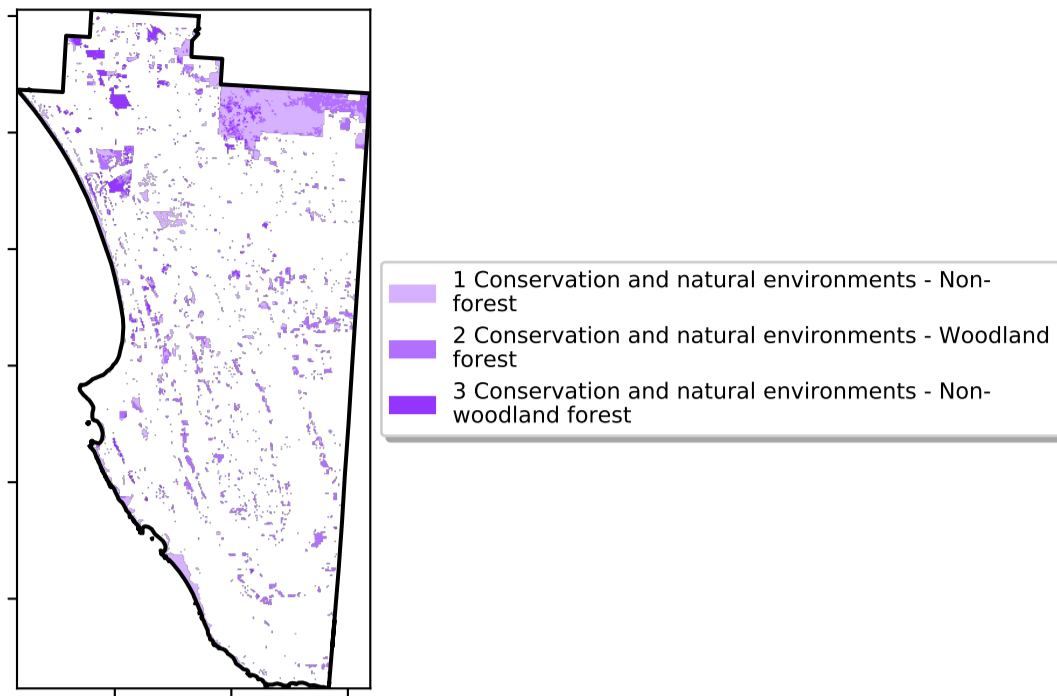 1 Conservation and natural environments - Non-
forest
2 Conservation and natural environments - Woodland
forest
3 Conservation and natural environments - Non-
woodland forest